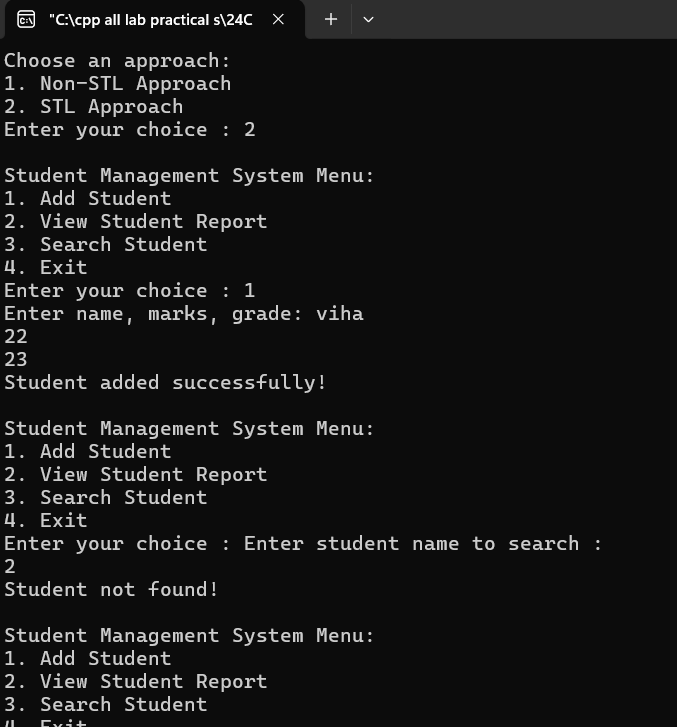 "C:\cpp all lab practical s\24C
Choose an approach:
1. Non-STL Approach
2. STL Approach
Enter your choice : 2
Student Management System Menu:
1. Add Student
2. View Student Report
3. Search Student
4. Exit
Enter your choice : 1
Enter name, marks, grade: viha
22
23
Student added successfully!
Student Management System Menu:
1. Add Student
2. View Student Report
3. Search Student
4. Exit
Enter your choice : Enter student name to search :
2
Student not found!
Student Management System Menu:
1. Add Student
2. View Student Report
3. Search Student
4. Exit